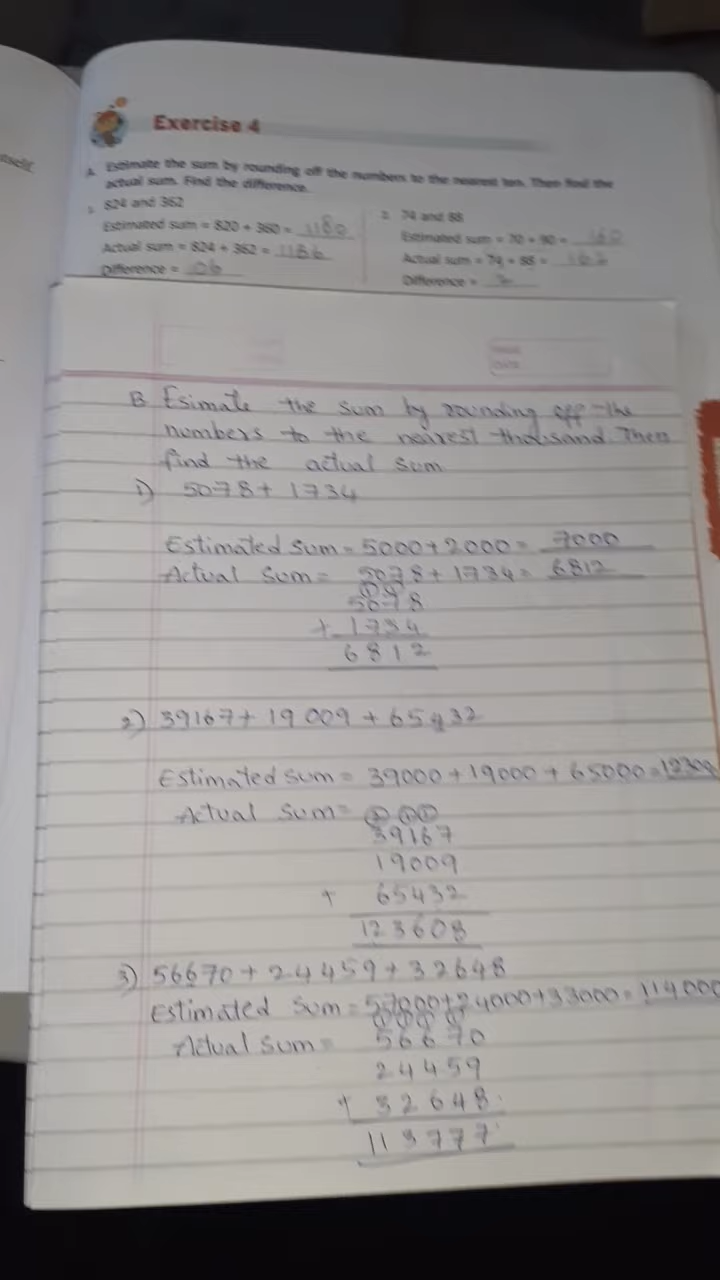 Exercise 4
A. Estimate the sum by rounding off the numbers to the nearest ten. Then find the
actual sum. Find the difference.
1. 824 and 362
Estimated sum = 820 + 360 = 1180
Actual sum = 824 + 362 = 1186
Difference = 06
2. 74 and 88
Estimated sum = 70 + 90 = 160
Actual sum = 74 + 88 = 162
Difference = 2
B Esimate the sum by rounding off the
numbers to the nearest thousand. Then
find the actual sum
1) 5078 + 1734
Estimated sum = 5000 + 2000 = 7000
Actual sum = 5078 + 1734 = 6812
5078
+ 1734
6812
2) 39167 + 19009 + 65432
Estimated sum = 39000 + 19000 + 65000 =
Actual sum =
39167
19009
+ 65432
123608
3) 56670 + 24459 + 32648
Estimated sum = 57000 + 24000 + 33000 = 114000
Actual sum = 56670
24459
+ 32648
113777